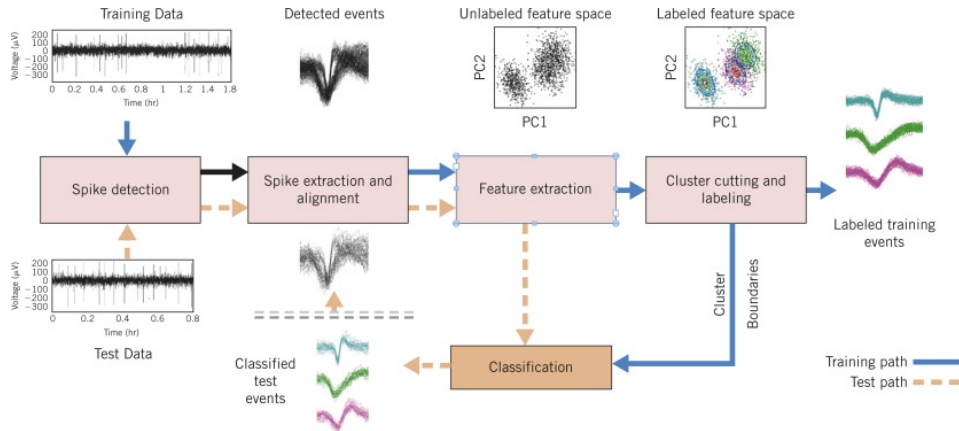 Training Data
Detected events
Unlabeled feature space
Labeled feature space
Voltage (μV)
200
100
0
−100
−200
−300
0 0.2 0.4 0.6 0.8 1 1.2 1.4 1.6 1.8
Time (hr)
PC2
PC1
PC2
PC1
Spike detection
Spike extraction and
alignment
Feature extraction
Cluster cutting and
labeling
Labeled training
events
Voltage (μV)
200
100
0
−100
−200
−300
0 0.2 0.4 0.6 0.8
Time (hr)
Test Data
Cluster
Boundaries
Classified
test
events
Classification
Training path
Test path